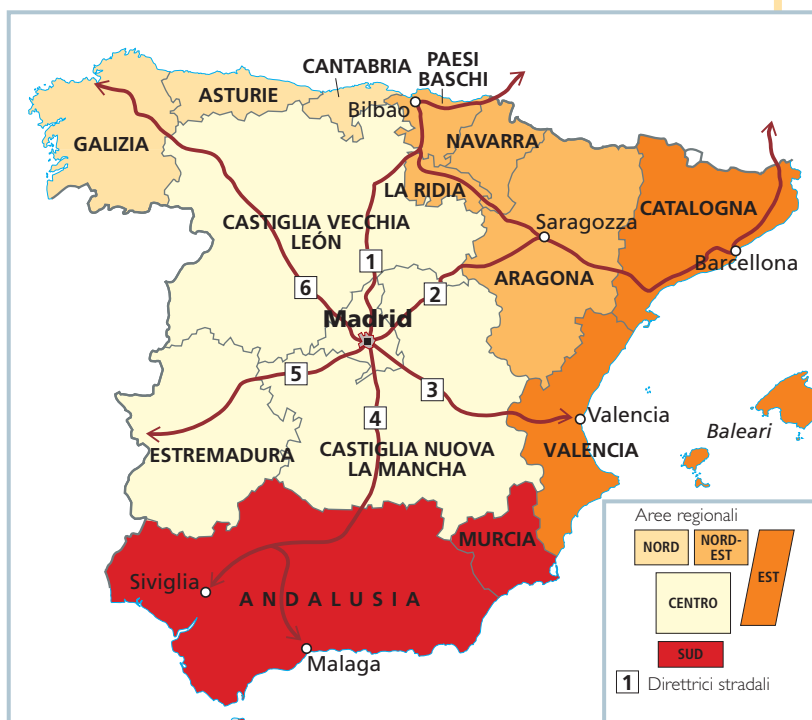 CANTABRIA
PAESI
BASCHI
ASTURIE
Bilbao
GALIZIA
NAVARRA
LA RIDIA
CATALOGNA
CASTIGLIA VECCHIA
LEÓN
Saragozza
1
Barcellona
6
2
ARAGONA
Madrid
5
3
4
Valencia
Baleari
ESTREMADURA
CASTIGLIA NUOVA
LA MANCHA
VALENCIA
MURCIA
Siviglia
ANDALUSIA
Malaga
Aree regionali
NORD
NORD-
EST
EST
CENTRO
SUD
1 Direttrici stradali